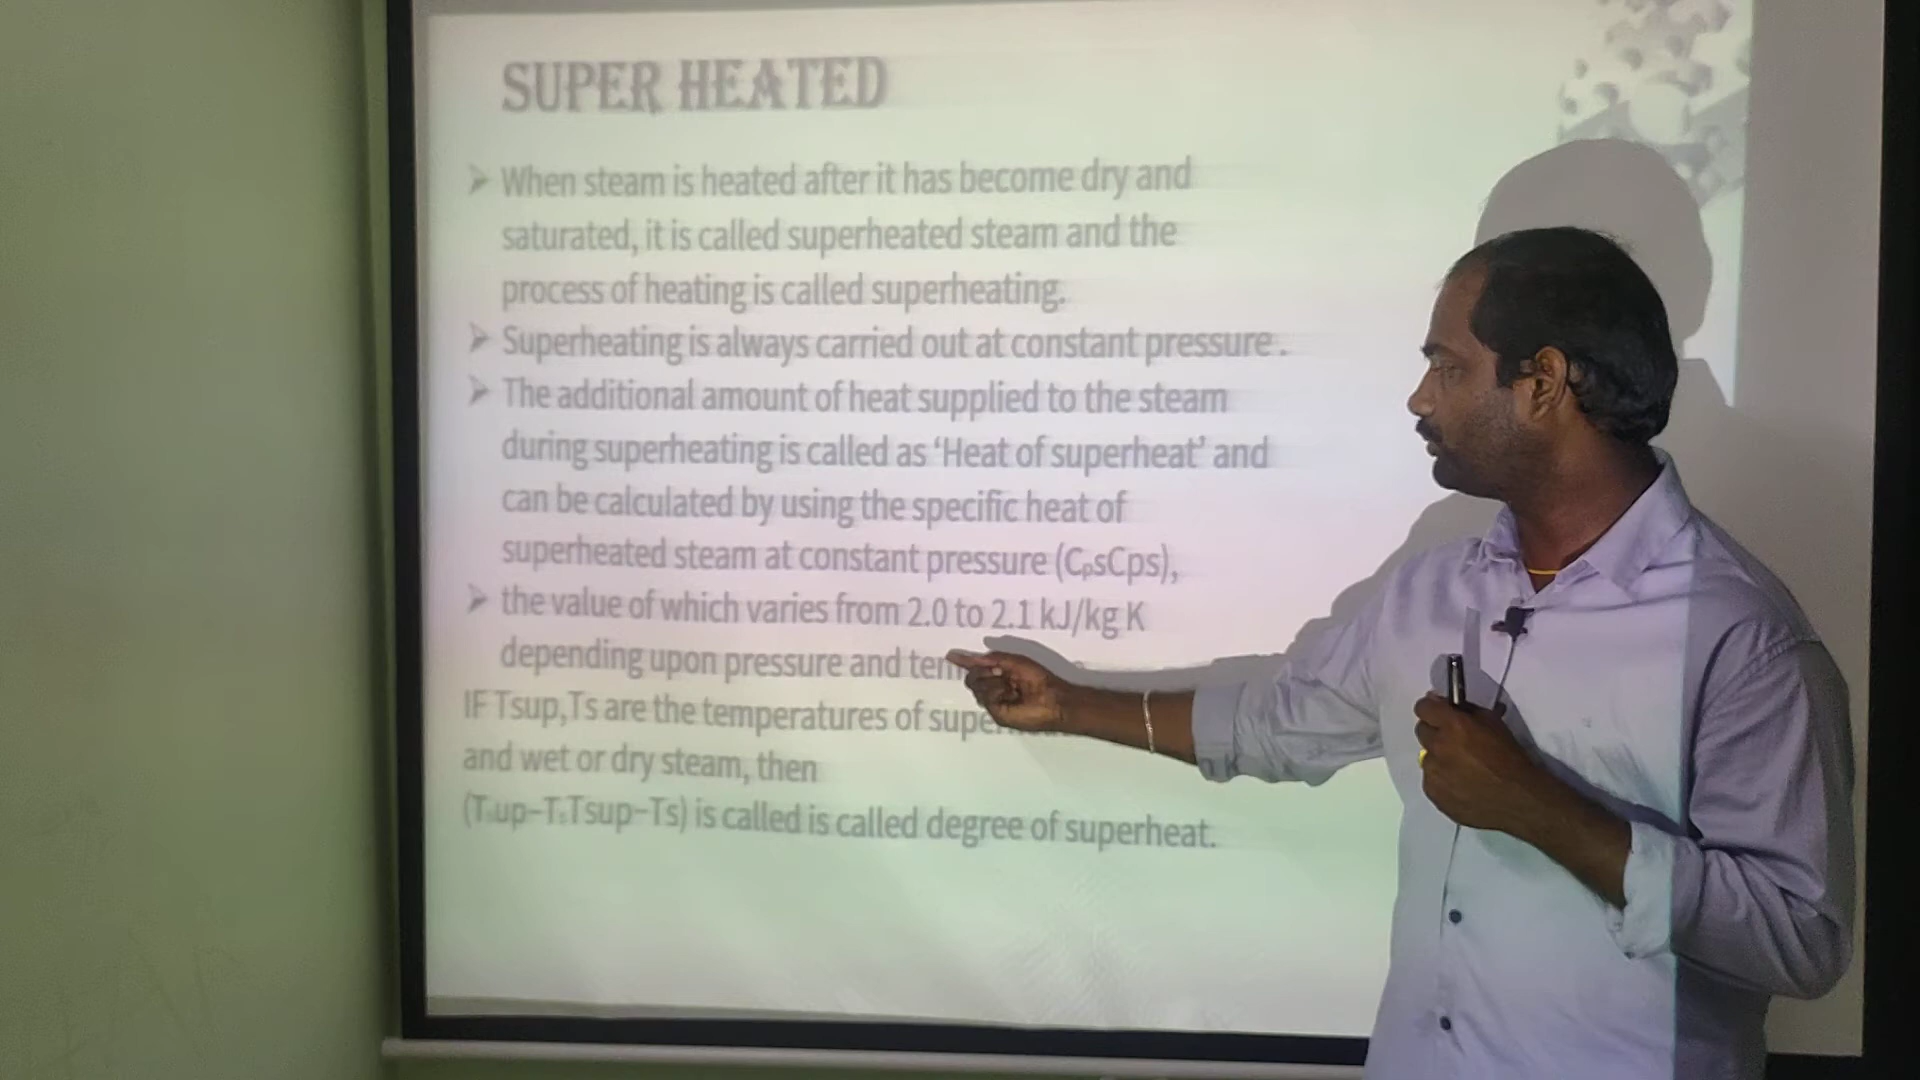 SUPER HEATED
➢ When steam is heated after it has become dry and
saturated, it is called superheated steam and the
process of heating is called superheating.
➢ Superheating is always carried out at constant pressure .
➢ The additional amount of heat supplied to the steam
during superheating is called as ‘Heat of superheat’ and
can be calculated by using the specific heat of
superheated steam at constant pressure (CₚsCps),
➢ the value of which varies from 2.0 to 2.1 kJ/kg K
depending upon pressure and
IF Tsup,Ts are the temperatures of
and wet or dry steam, then
(Tsup−TsTsup−Ts) is called is called degree of superheat.